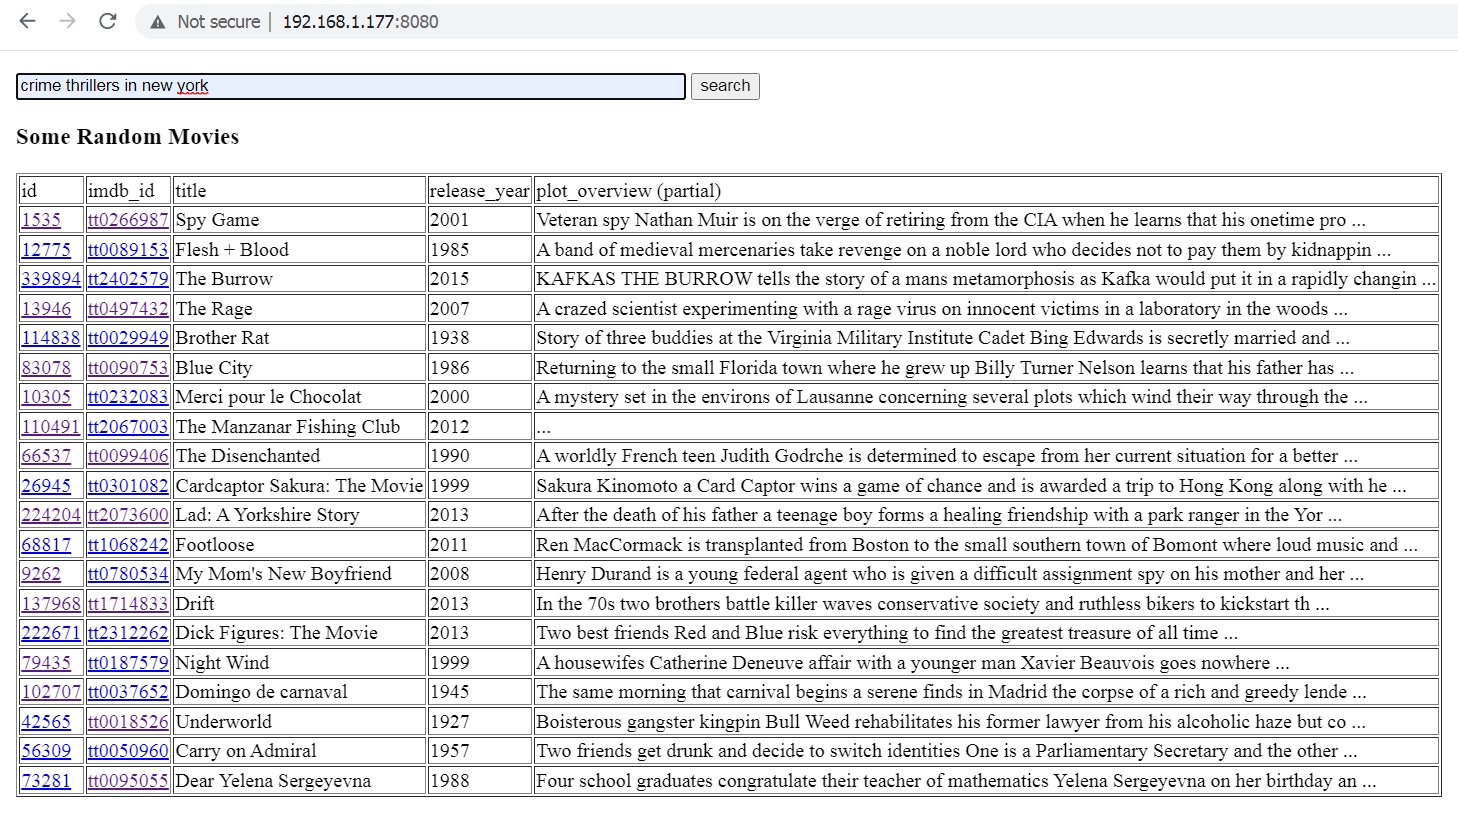 Not secure | 192.168.1.177:8080
crime thrillers in new york search
Some Random Movies
id imdb_id title release_year plot_overview (partial)
1535 tt0266987 Spy Game 2001 Veteran spy Nathan Muir is on the verge of retiring from the CIA when he learns that his onetime pro ...
12775 tt0089153 Flesh + Blood 1985 A band of medieval mercenaries take revenge on a noble lord who decides not to pay them by kidnappin ...
339894 tt2402579 The Burrow 2015 KAFKAS THE BURROW tells the story of a mans metamorphosis as Kafka would put it in a rapidly changin ...
13946 tt0497432 The Rage 2007 A crazed scientist experimenting with a rage virus on innocent victims in a laboratory in the woods ...
114838 tt0029949 Brother Rat 1938 Story of three buddies at the Virginia Military Institute Cadet Bing Edwards is secretly married and ...
83078 tt0090753 Blue City 1986 Returning to the small Florida town where he grew up Billy Turner Nelson learns that his father has ...
10305 tt0232083 Merci pour le Chocolat 2000 A mystery set in the environs of Lausanne concerning several plots which wind their way through the ...
110491 tt2067003 The Manzanar Fishing Club 2012 ...
66537 tt0099406 The Disenchanted 1990 A worldly French teen Judith Godrche is determined to escape from her current situation for a better ...
26945 tt0301082 Cardcaptor Sakura: The Movie 1999 Sakura Kinomoto a Card Captor wins a game of chance and is awarded a trip to Hong Kong along with he ...
224204 tt2073600 Lad: A Yorkshire Story 2013 After the death of his father a teenage boy forms a healing friendship with a park ranger in the Yor ...
68817 tt1068242 Footloose 2011 Ren MacCormack is transplanted from Boston to the small southern town of Bomont where loud music and ...
9262 tt0780534 My Mom's New Boyfriend 2008 Henry Durand is a young federal agent who is given a difficult assignment spy on his mother and her ...
137968 tt1714833 Drift 2013 In the 70s two brothers battle killer waves conservative society and ruthless bikers to kickstart th ...
222671 tt2312262 Dick Figures: The Movie 2013 Two best friends Red and Blue risk everything to find the greatest treasure of all time ...
79435 tt0187579 Night Wind 1999 A housewifes Catherine Deneuve affair with a younger man Xavier Beauvois goes nowhere ...
102707 tt0037652 Domingo de carnaval 1945 The same morning that carnival begins a serene finds in Madrid the corpse of a rich and greedy lende ...
42565 tt0018526 Underworld 1927 Boisterous gangster kingpin Bull Weed rehabilitates his former lawyer from his alcoholic haze but co ...
56309 tt0050960 Carry on Admiral 1957 Two friends get drunk and decide to switch identities One is a Parliamentary Secretary and the other ...
73281 tt0095055 Dear Yelena Sergeyevna 1988 Four school graduates congratulate their teacher of mathematics Yelena Sergeyevna on her birthday an ...